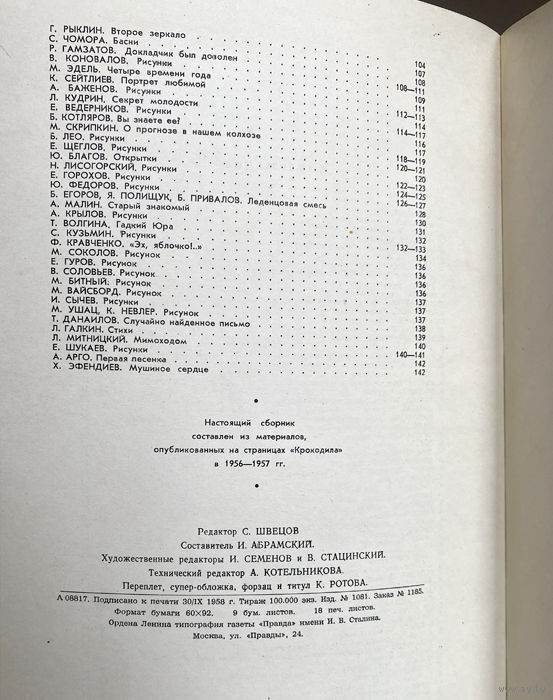 Г. РЫКЛИН. Второе зеркало 104
С. ЧОМОРА. Басни 107
Р. ГАМЗАТОВ. Докладчик был доволен 108
В. КОНОВАЛОВ. Рисунки 108—111
М. ЭДЕЛЬ. Четыре времени года 109
К. СЕЙТЛИЕВ. Портрет любимой 111
А. БАЖЕНОВ. Рисунки 112—113
Л. КУДРИН. Секрет молодости 114
Е. ВЕДЕРНИКОВ. Рисунки 114—117
Б. КОТЛЯРОВ. Вы знаете ее? 116
М. СКРИПКИН. О прогнозе в нашем колхозе 117
Б. ЛЕО. Рисунки 118—119
Е. ЩЕГЛОВ. Рисунки 120—121
Ю. БЛАГОВ. Открытки 120
Н. ЛИСОГОРСКИЙ. Рисунки 122—123
Е. ГОРОХОВ. Рисунки 124—125
Ю. ФЕДОРОВ. Рисунки 126—127
Б. ЕГОРОВ, Я. ПОЛИЩУК, Б. ПРИВАЛОВ. Леденцовая смесь 128
А. МАЛИН. Старый знакомый 130
А. КРЫЛОВ. Рисунки 131
Т. ВОЛГИНА. Гадкий Юра 132
С. КУЗЬМИН. Рисунки 132—133
Ф. КРАВЧЕНКО. «Эх, яблочко!..» 134
М. СОКОЛОВ. Рисунок 136
Е. ГУРОВ. Рисунок 136
В. СОЛОВЬЕВ. Рисунок 136
М. БИТНЫЙ. Рисунок 136
М. ВАЙСБОРД. Рисунок 137
И. СЫЧЕВ. Рисунки 137
М. УШАЦ, К. НЕВЛЕР. Рисунок 137
Т. ДАНАИЛОВ. Случайно найденное письмо 138
Л. ГАЛКИН. Стихи 139
Л. МИТНИЦКИЙ. Мимоходом 140
Е. ШУКАЕВ. Рисунки 140—141
А. АРГО. Первая песенка 142
Х. ЭФЕНДИЕВ. Мушиное сердце 142
Настоящий сборник
составлен из материалов,
опубликованных на страницах «Крокодила»
в 1956—1957 гг.
Редактор С. ШВЕЦОВ
Составитель И. АБРАМСКИЙ.
Художественные редакторы И. СЕМЕНОВ и В. СТАЦИНСКИЙ.
Технический редактор А. КОТЕЛЬНИКОВА.
Переплет, супер-обложка, форзац и титул К. РОТОВА.
А 08817. Подписано к печати 30/IX 1958 г. Тираж 100.000 экз. Изд. № 1081. Заказ № 1185.
Формат бумаги 60×92. 9 бум. листов. 18 печ. листов.
Ордена Ленина типография газеты «Правда» имени И. В. Сталина.
Москва, ул. «Правды», 24.
www.ay.by